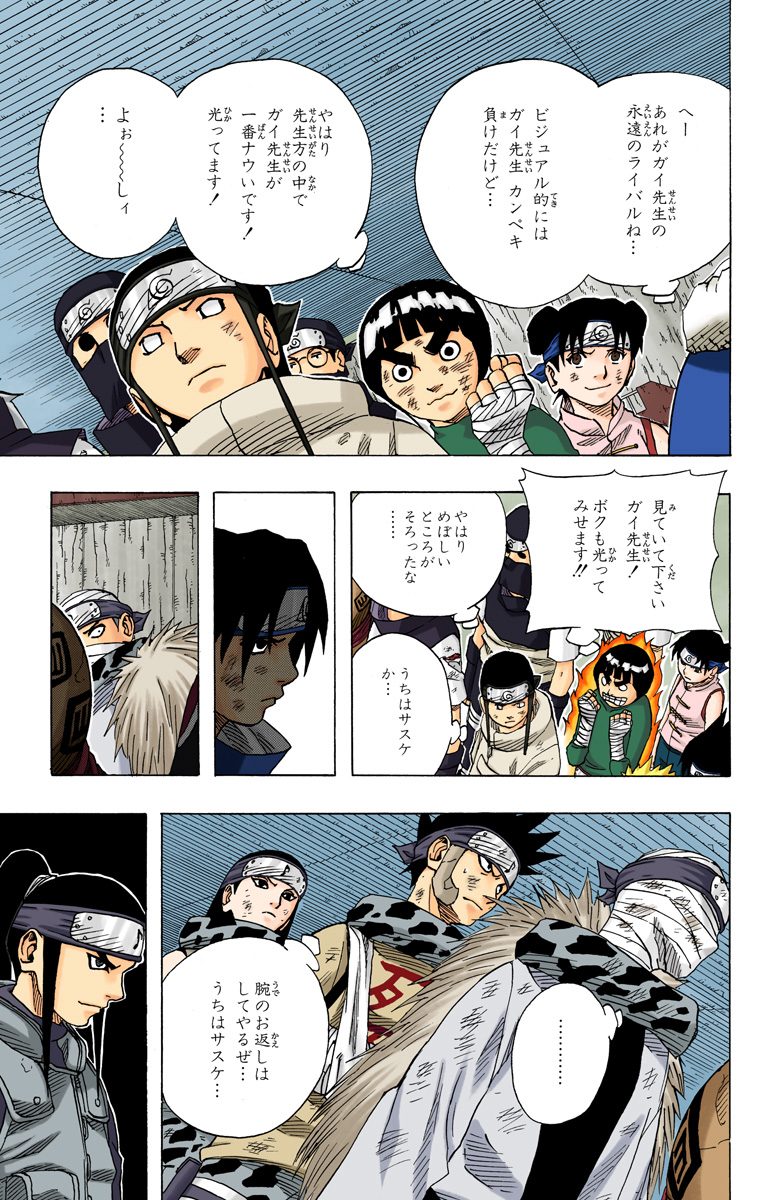 へー
あれがガイ先生の
永遠のライバルね…
ビジュアル的には
ガイ先生 カンペキ
負けだけど…
やはり
先生方の中で
ガイ先生が
一番ナウいです！
光ってます！
よぉ〜〜〜しィ
…
見ていて下さい
ガイ先生！
ボクも光って
みせます!!
やはり
めぼしい
ところが
そろったな
……
うちはサスケ
か…
………
腕のお返しは
してやるぜ…
うちはサスケ…